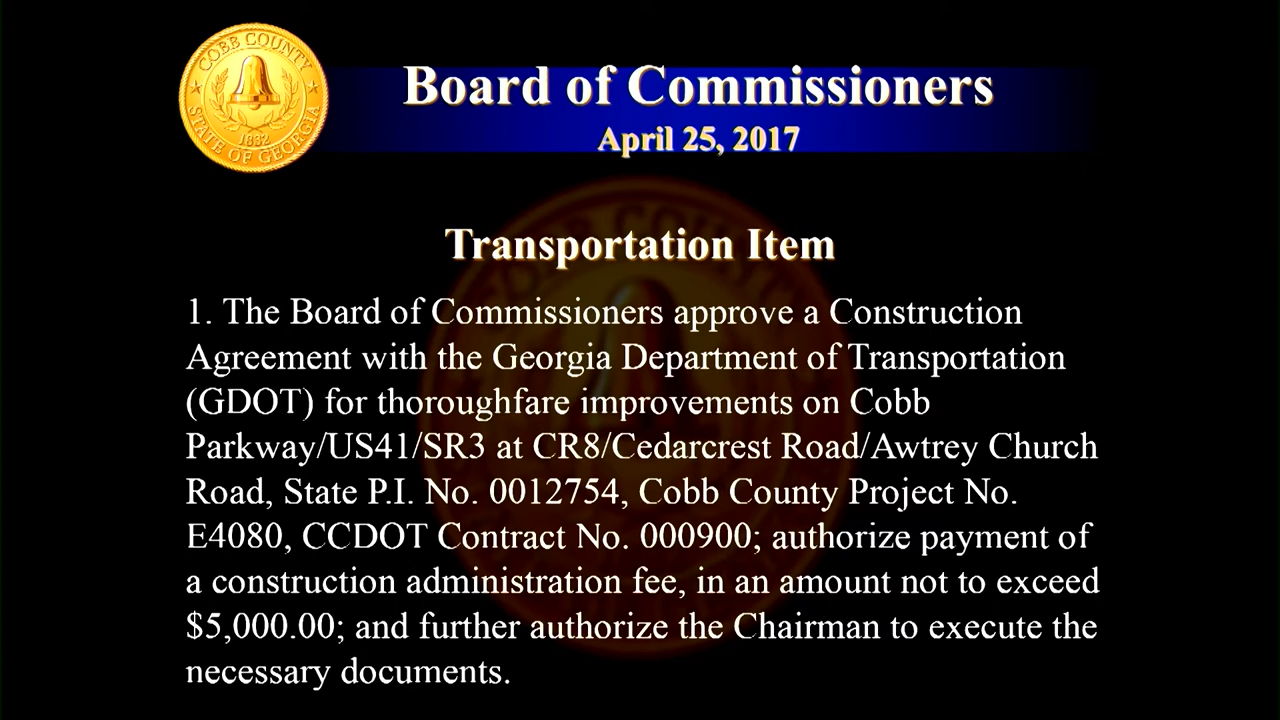 COBB COUNTY
1832
STATE OF GEORGIA
Board of Commissioners
April 25, 2017
Transportation Item
1. The Board of Commissioners approve a Construction
Agreement with the Georgia Department of Transportation
(GDOT) for thoroughfare improvements on Cobb
Parkway/US41/SR3 at CR8/Cedarcrest Road/Awtrey Church
Road, State P.I. No. 0012754, Cobb County Project No.
E4080, CCDOT Contract No. 000900; authorize payment of
a construction administration fee, in an amount not to exceed
$5,000.00; and further authorize the Chairman to execute the
necessary documents.